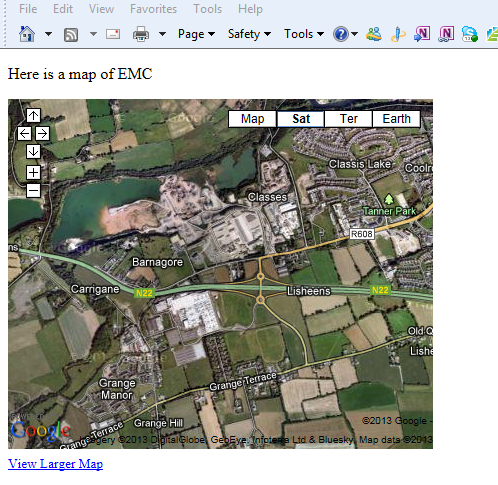 File Edit View Favorites Tools Help
Page Safety Tools
Here is a map of EMC
Map Sat Ter Earth
Classis Lake
Coolr
Classes
Tanner Park
R608
ns
Barnagore
Carrigane
N22
Lisheens
N22
Old Q
Lishe
Grange Terrace
Grange
Manor
Grange Hill
©2013 Google -
Google
Grange Terrace
Imagery ©2013 DigitalGlobe, GeoEye, Infoterra Ltd & Bluesky, Map data ©2013
View Larger Map